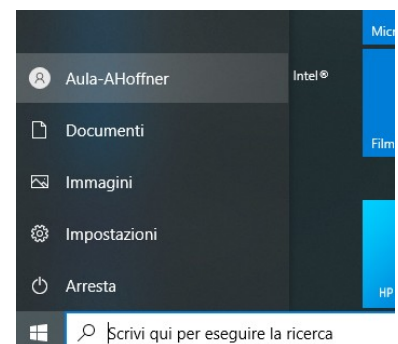 Micr
Aula-AHoffner
Intel®
Documenti
Film
Immagini
Impostazioni
Arresta
HP
Scrivi qui per eseguire la ricerca